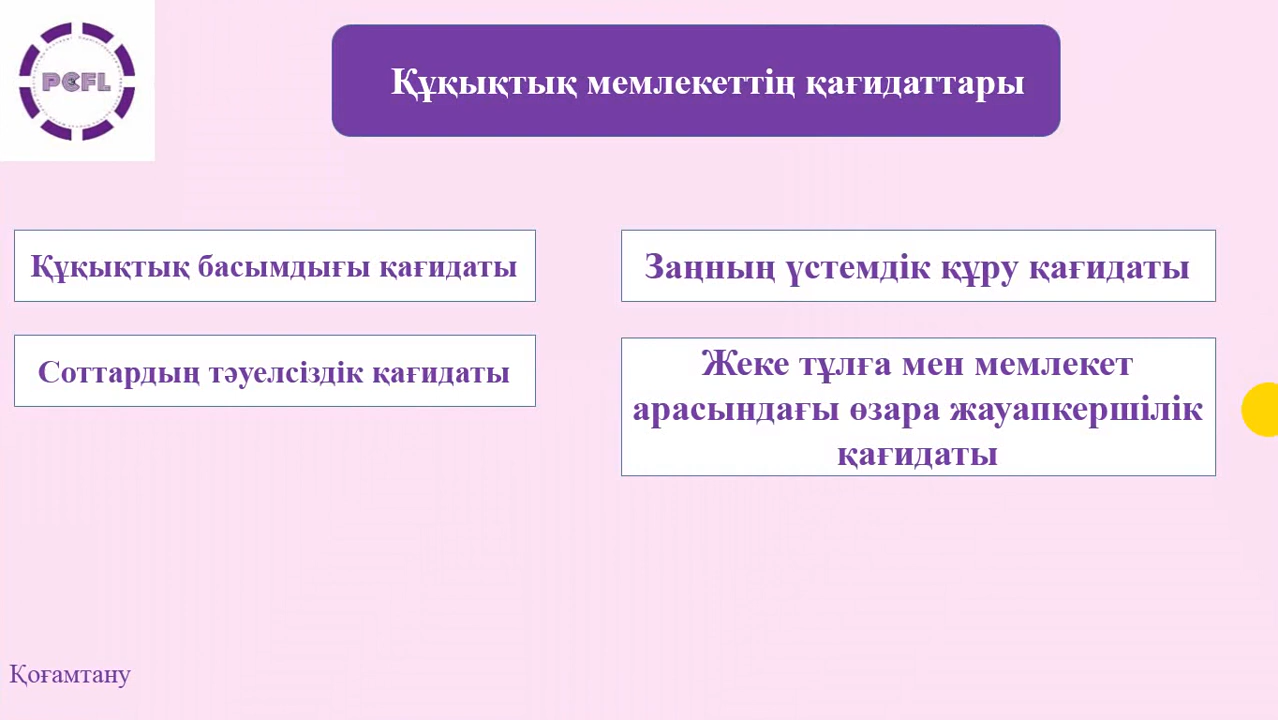 PCFL
Құқықтық мемлекеттің қағидаттары
Құқықтық басымдығы қағидаты
Заңның үстемдік құру қағидаты
Соттардың тәуелсіздік қағидаты
Жеке тұлға мен мемлекет
арасындағы өзара жауапкершілік
қағидаты
Қоғамтану